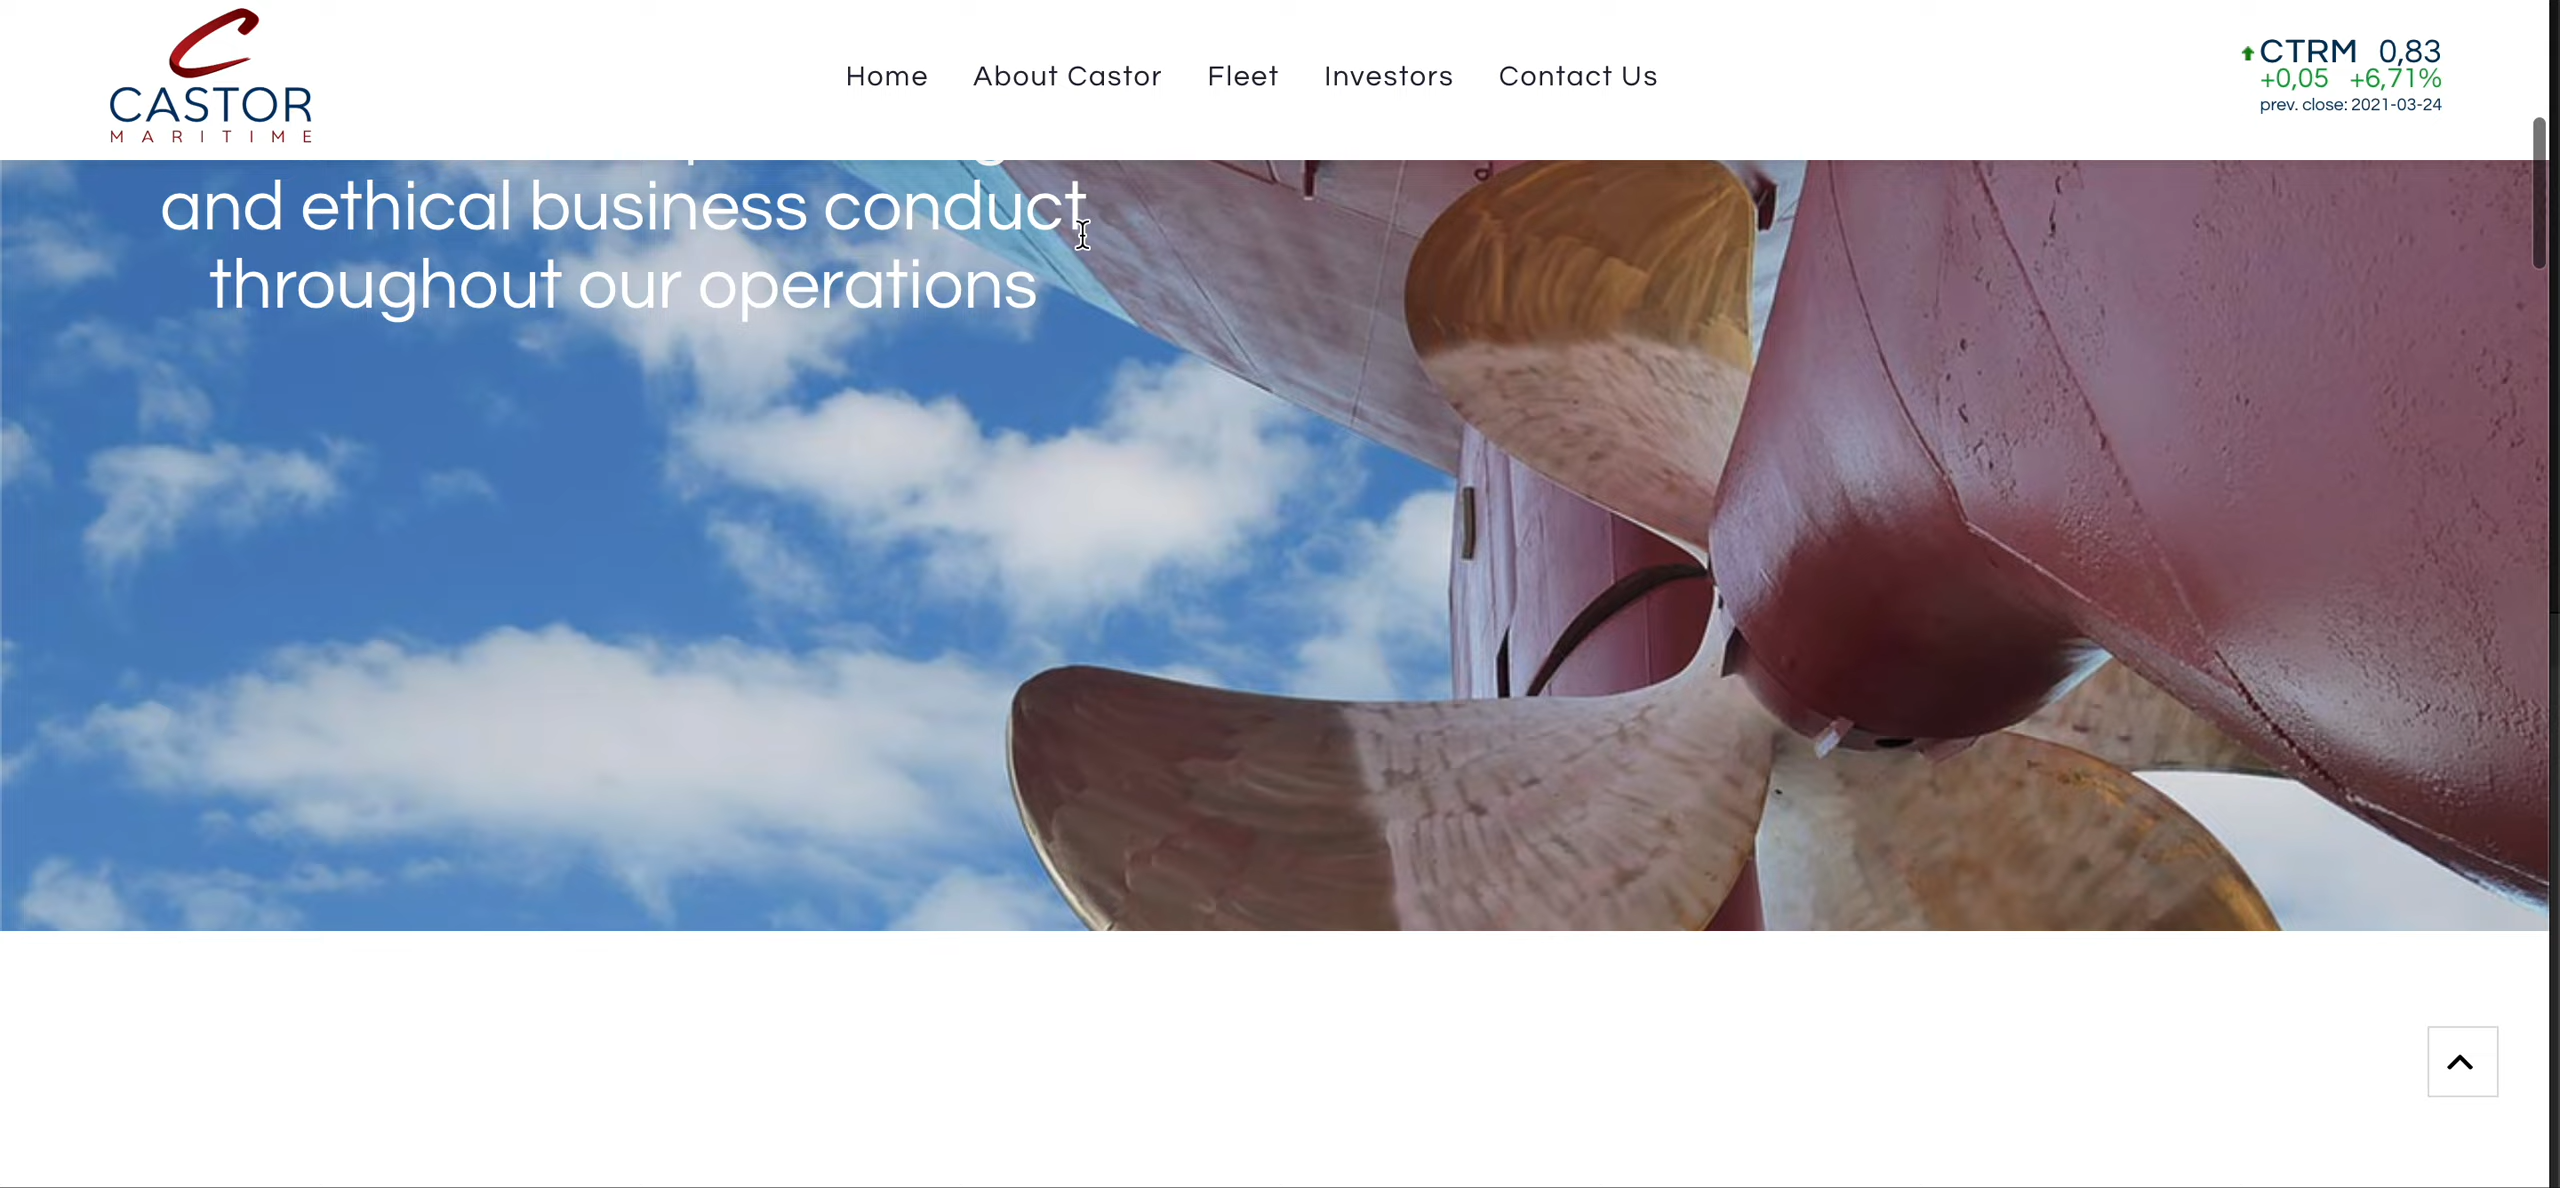 CASTOR
MARITIME
Home
About Castor
Fleet
Investors
Contact Us
CTRM 0,83
+0,05 +6,71%
prev. close: 2021-03-24
and ethical business conduct
throughout our operations